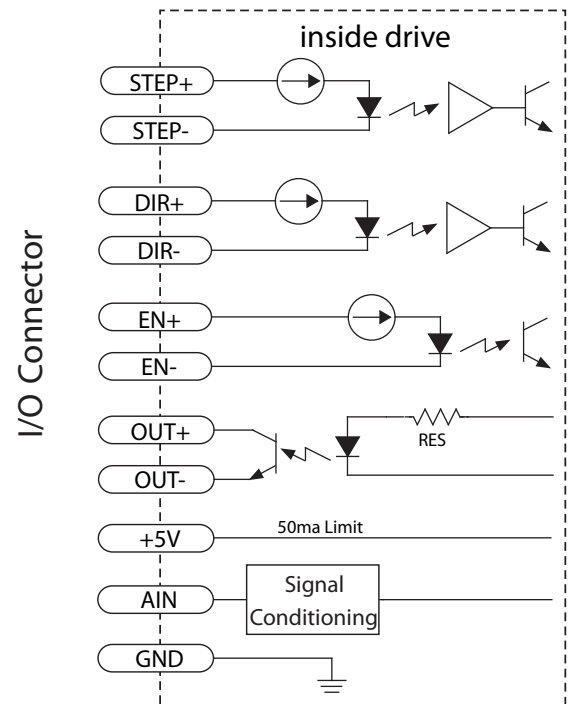 inside drive
I/O Connector
STEP+
STEP-
DIR+
DIR-
EN+
EN-
OUT+
RES
OUT-
+5V
50ma Limit
AIN
Signal
Conditioning
GND